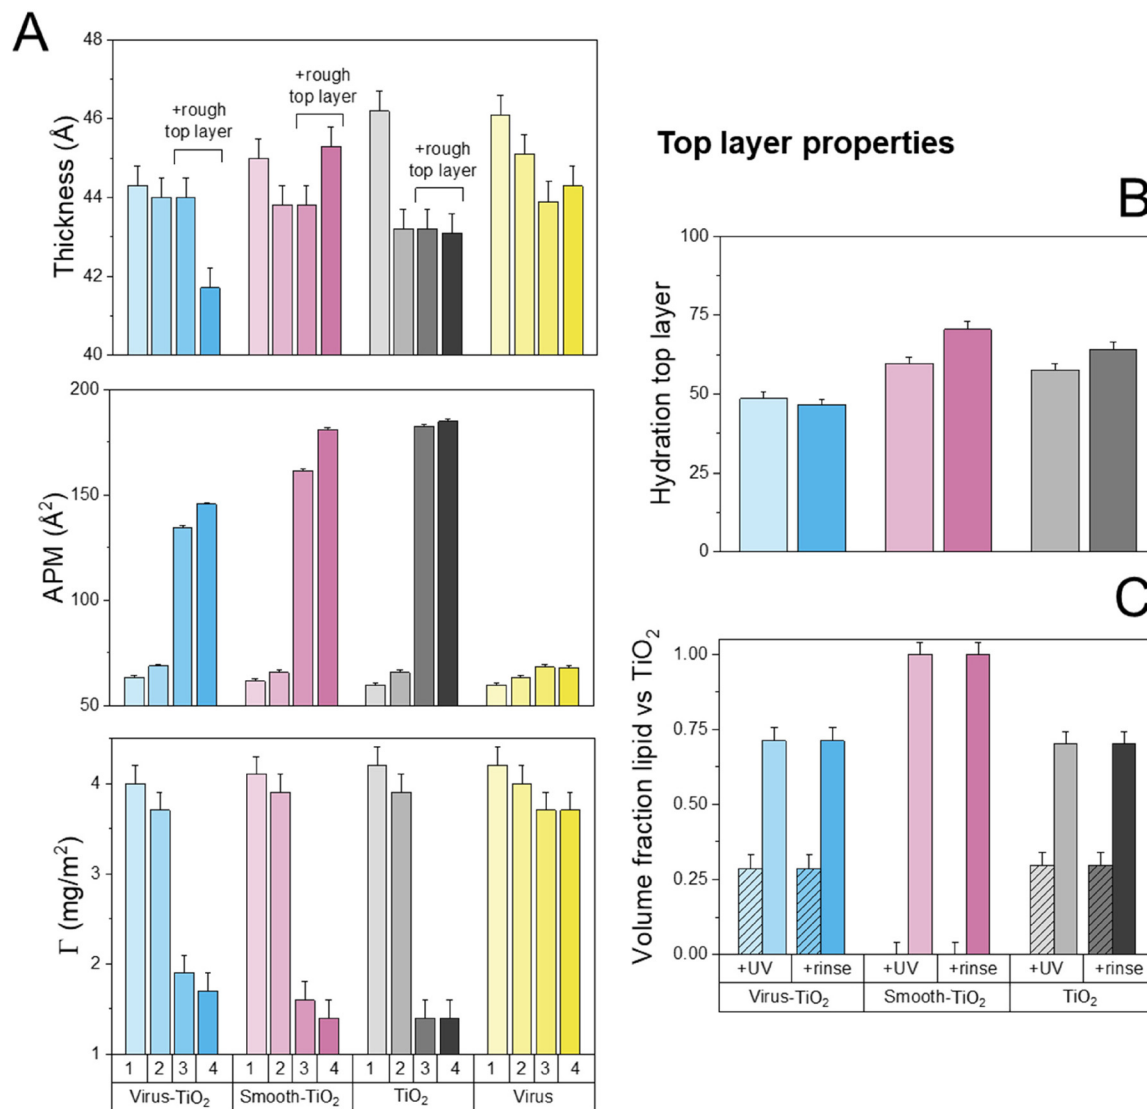 A
48
46
44
42
40
Thickness (Å)
+rough
top layer
+rough
top layer
+rough
top layer
200
150
100
50
APM (Å²)
4
3
2
1
Γ (mg/m²)
1 2 3 4 1 2 3 4 1 2 3 4 1 2 3 4
Virus-TiO₂ Smooth-TiO₂ TiO₂ Virus
Top layer properties
B
100
75
50
25
0
Hydration top layer
C
1.00
0.75
0.50
0.25
0.00
Volume fraction lipid vs TiO₂
+UV +rinse +UV +rinse +UV +rinse
Virus-TiO₂ Smooth-TiO₂ TiO₂